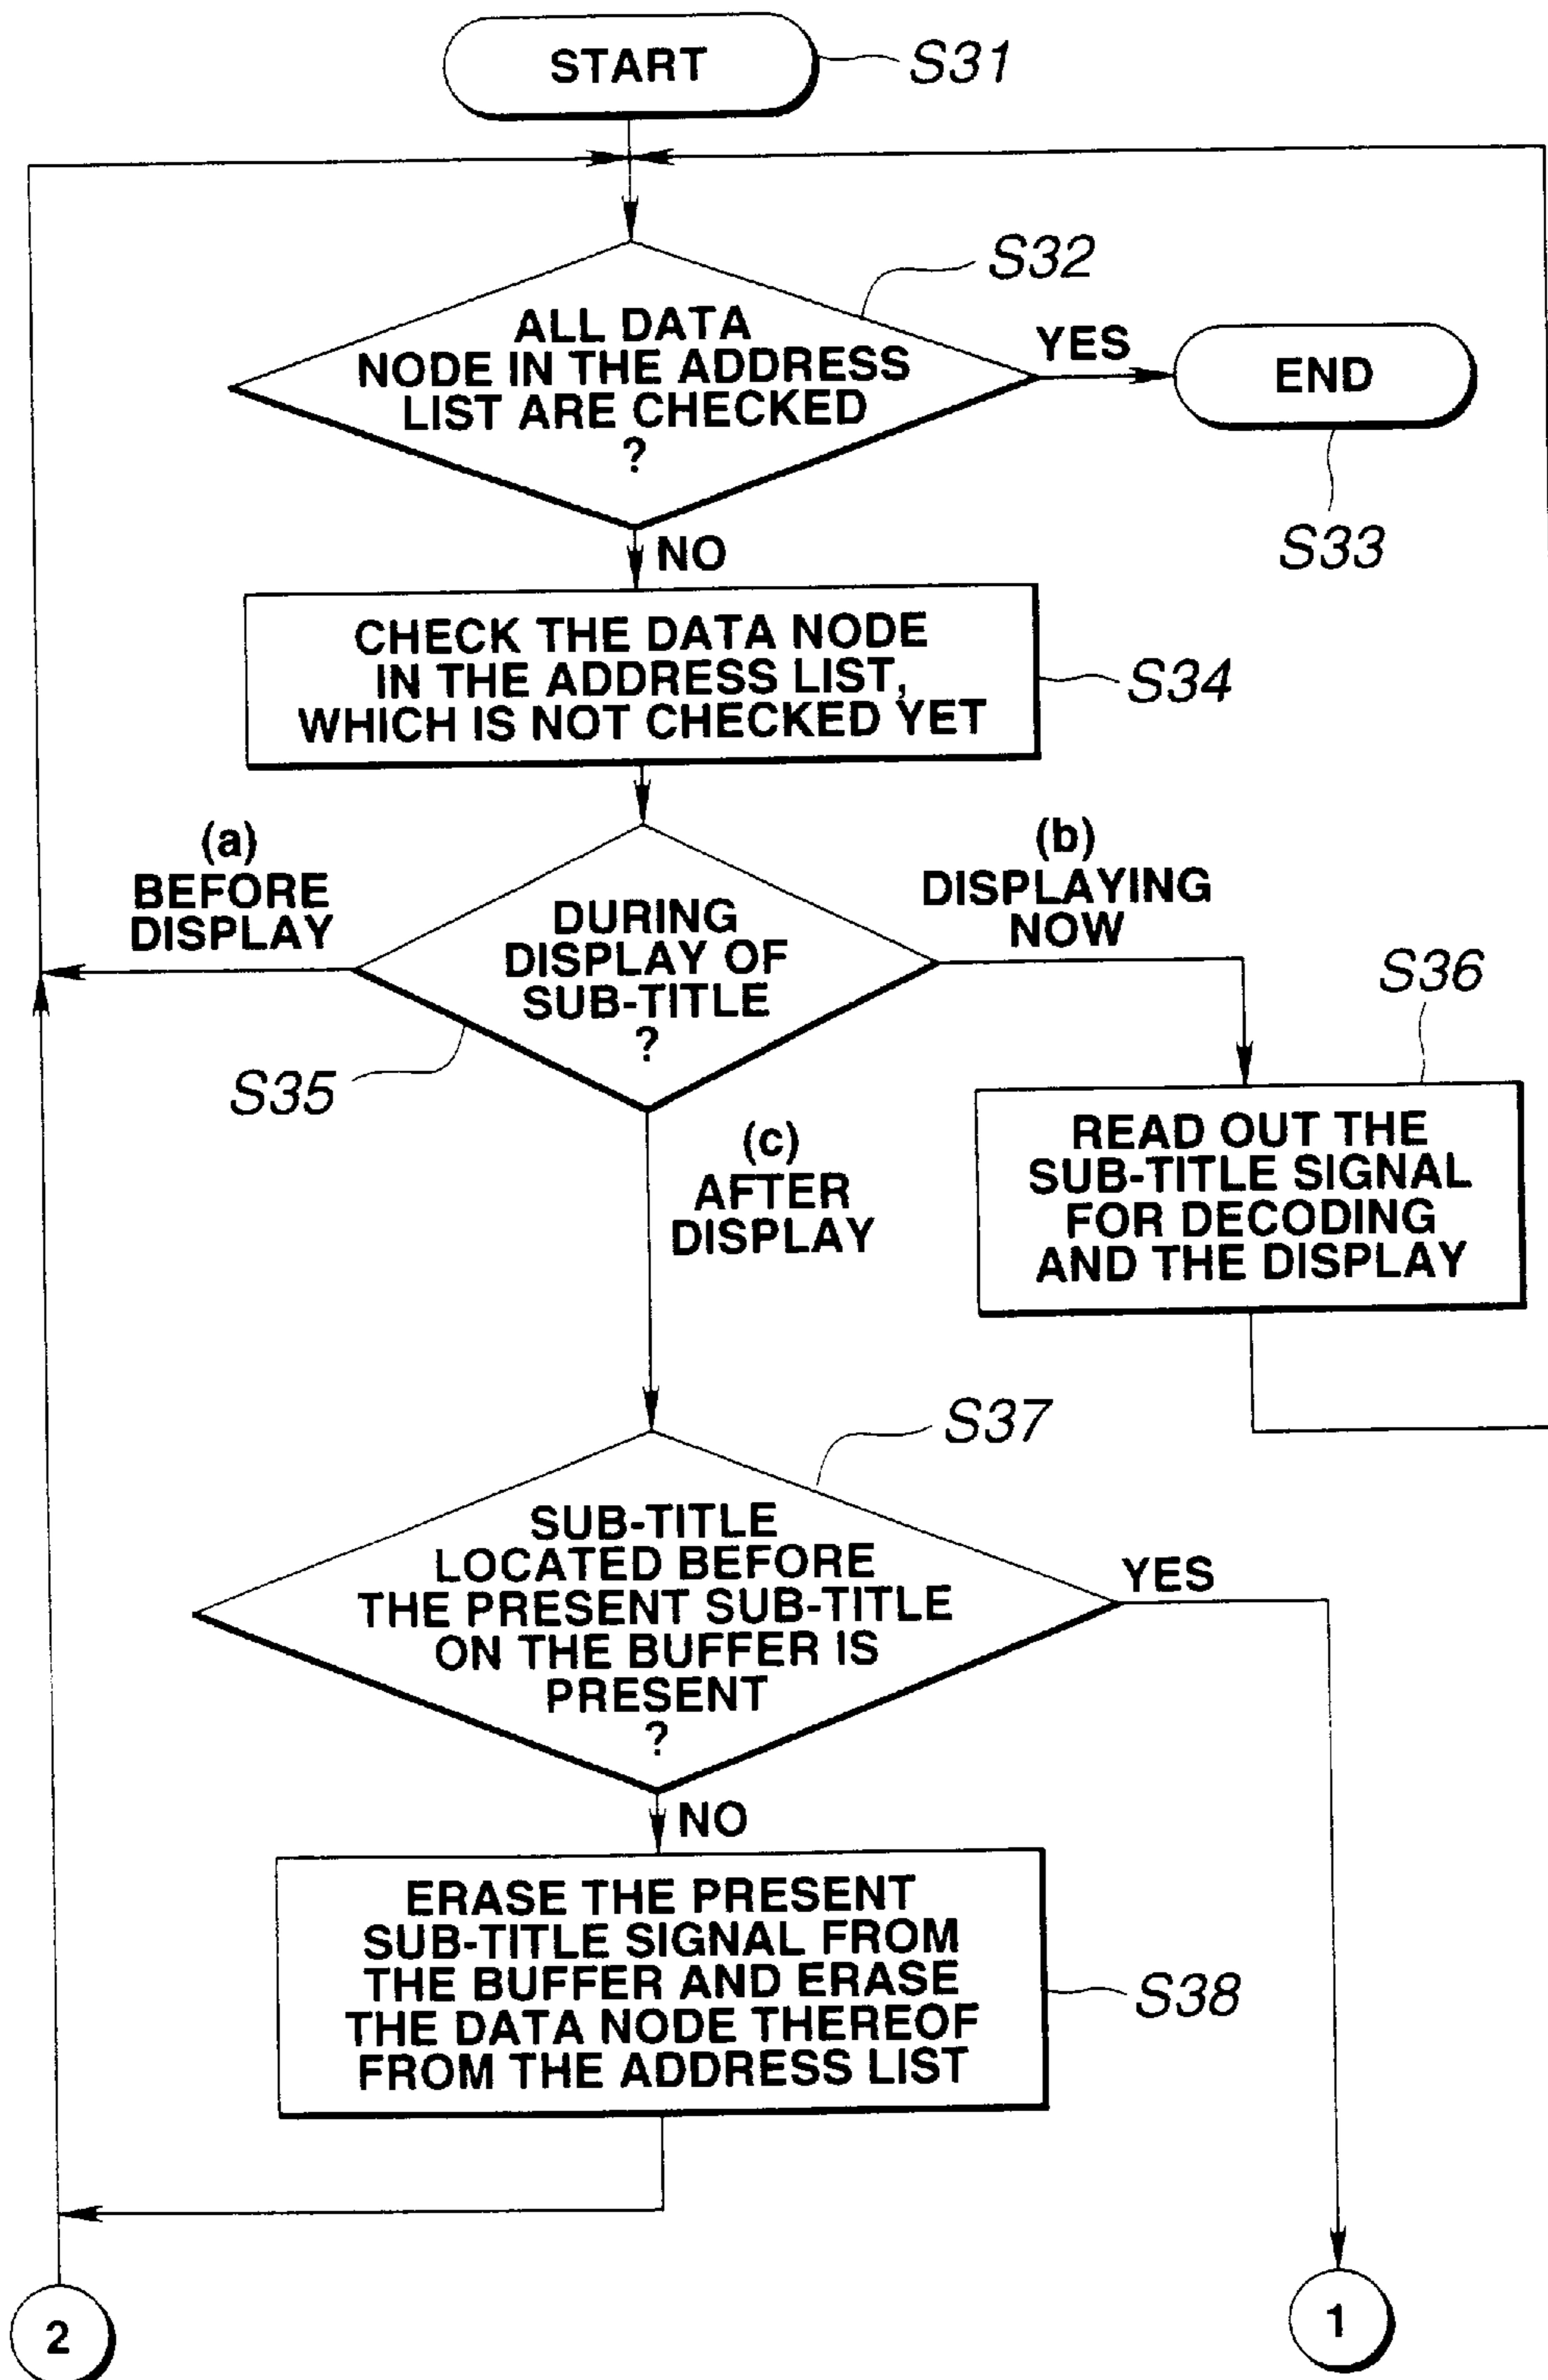 START
S31
S32
ALL DATA
NODE IN THE ADDRESS
LIST ARE CHECKED
?
YES
END
S33
NO
CHECK THE DATA NODE
IN THE ADDRESS LIST,
WHICH IS NOT CHECKED YET
S34
(a)
BEFORE
DISPLAY
(b)
DISPLAYING
NOW
DURING
DISPLAY OF
SUB-TITLE
?
S35
S36
READ OUT THE
SUB-TITLE SIGNAL
FOR DECODING
AND THE DISPLAY
(c)
AFTER
DISPLAY
S37
SUB-TITLE
LOCATED BEFORE
THE PRESENT SUB-TITLE
ON THE BUFFER IS
PRESENT
?
YES
NO
ERASE THE PRESENT
SUB-TITLE SIGNAL FROM
THE BUFFER AND ERASE
THE DATA NODE THEREOF
FROM THE ADDRESS LIST
S38
2
1